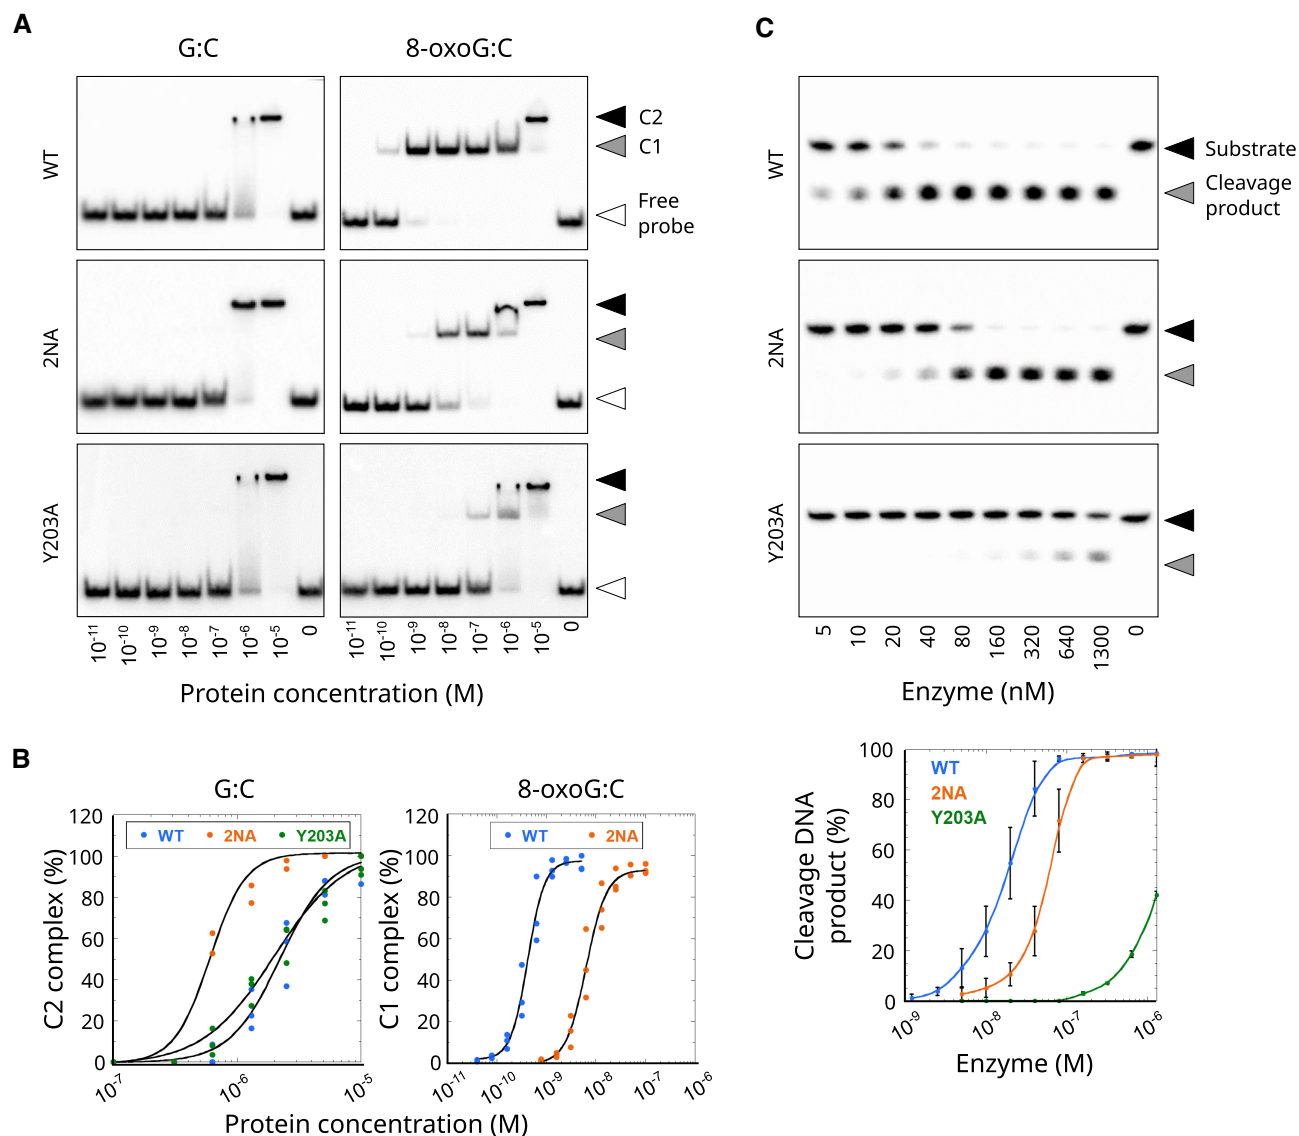 A
G:C
8-oxoG:C
WT
C2
C1
Free
probe
2NA
Y203A
10⁻¹¹ 10⁻¹⁰ 10⁻⁹ 10⁻⁸ 10⁻⁷ 10⁻⁶ 10⁻⁵ 0
10⁻¹¹ 10⁻¹⁰ 10⁻⁹ 10⁻⁸ 10⁻⁷ 10⁻⁶ 10⁻⁵ 0
Protein concentration (M)
B
G:C
C2 complex (%)
120
100
80
60
40
20
0
WT 2NA Y203A
10⁻⁷ 10⁻⁶ 10⁻⁵
8-oxoG:C
C1 complex (%)
120
100
80
60
40
20
0
WT 2NA
10⁻¹¹ 10⁻¹⁰ 10⁻⁹ 10⁻⁸ 10⁻⁷ 10⁻⁶
Protein concentration (M)
C
WT
Substrate
Cleavage
product
2NA
Y203A
5 10 20 40 80 160 320 640 1300 0
Enzyme (nM)
Cleavage DNA
product (%)
100
80
60
40
20
0
WT
2NA
Y203A
10⁻⁹ 10⁻⁸ 10⁻⁷ 10⁻⁶
Enzyme (M)